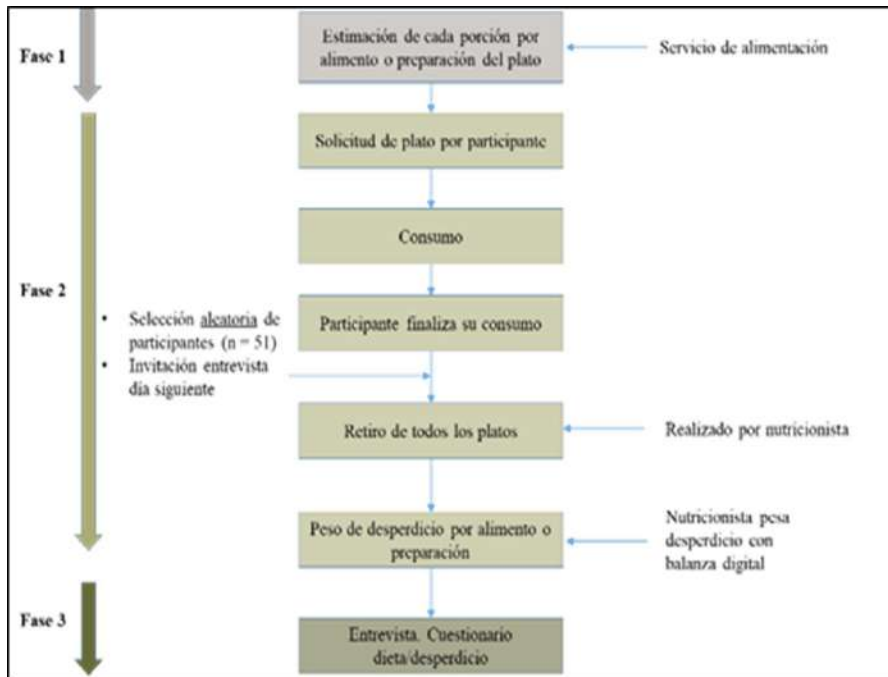 Fase 1
Estimación de cada porción por
alimento o preparación del plato
Servicio de alimentación
Solicitud de plato por participante
Consumo
Fase 2
• Selección aleatoria de
participantes (n = 51)
• Invitación entrevista
día siguiente
Participante finaliza su consumo
Retiro de todos los platos
Realizado por nutricionista
Peso de desperdicio por alimento o
preparación
Nutricionista pesa
desperdicio con
balanza digital
Fase 3
Entrevista. Cuestionario
dieta/desperdicio